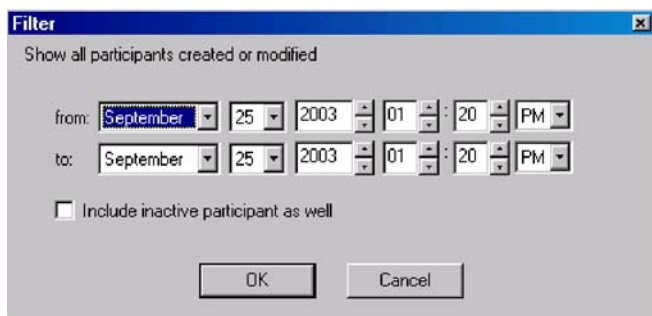 Filter
Show all participants created or modified
from: September 25 2003 01 : 20 PM
to: September 25 2003 01 : 20 PM
Include inactive participant as well
OK Cancel